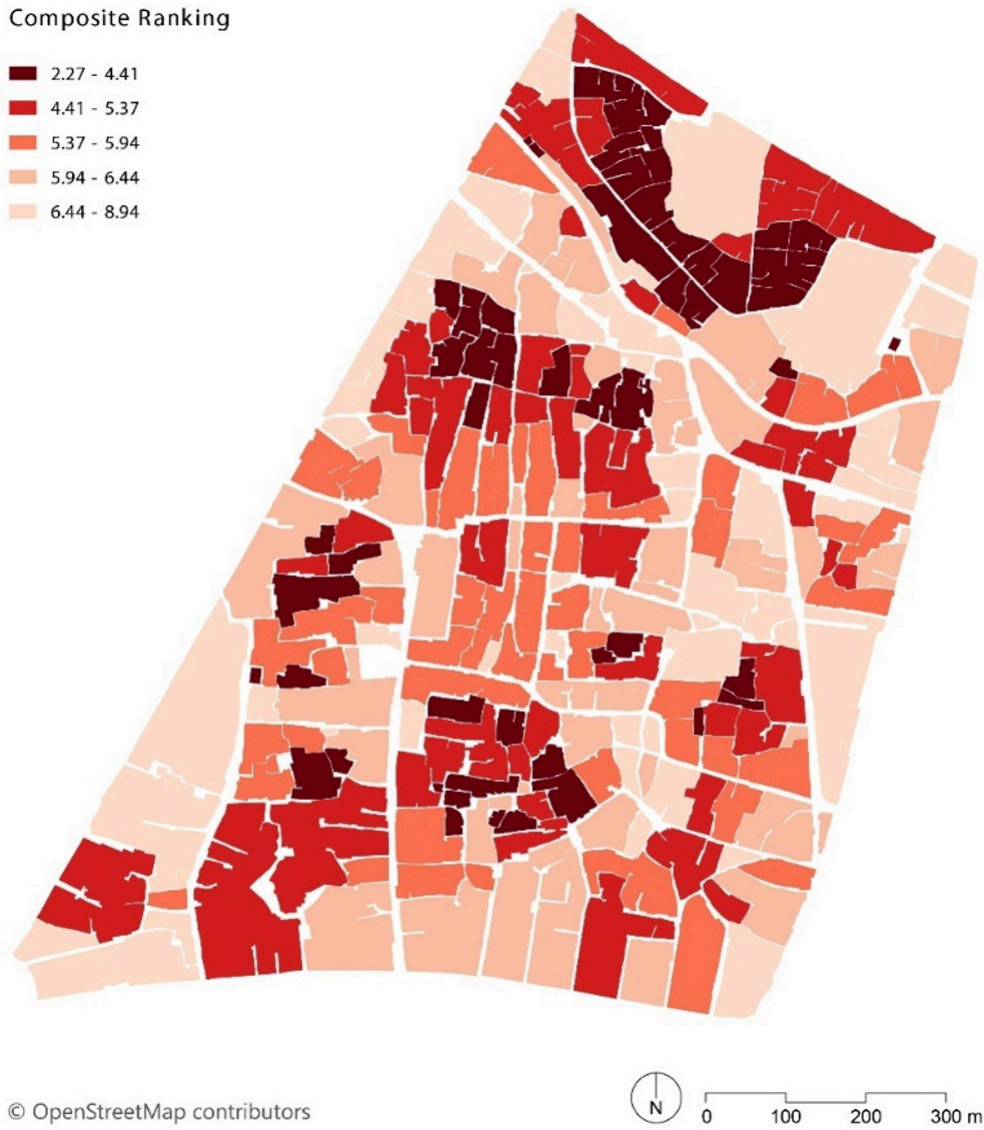 Composite Ranking
2.27 - 4.41
4.41 - 5.37
5.37 - 5.94
5.94 - 6.44
6.44 - 8.94
© OpenStreetMap contributors
N
0 100 200 300 m